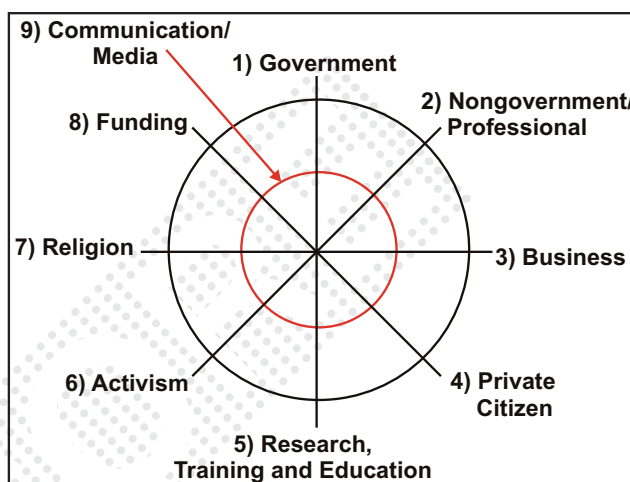 9) Communication/
Media
1) Government
2) Nongovernment/
Professional
8) Funding
7) Religion
3) Business
6) Activism
4) Private
Citizen
5) Research,
Training and Education